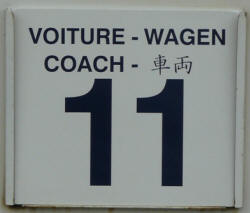 VOITURE - WAGEN
COACH - 車両
11